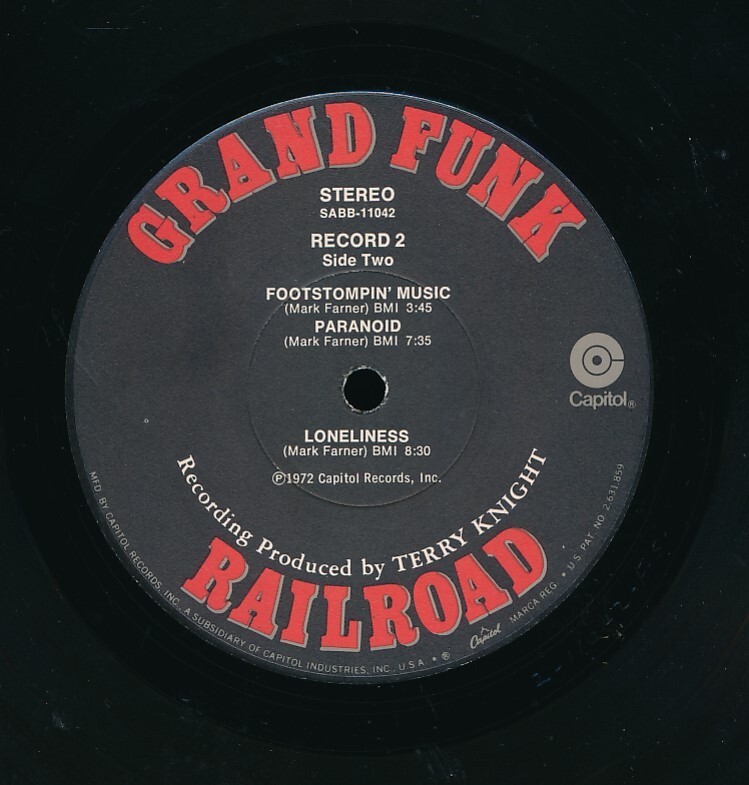 GRAND FUNK
STEREO
SABB-11042
RECORD 2
Side Two
FOOTSTOMPIN' MUSIC
(Mark Farner) BMI 3:45
PARANOID
(Mark Farner) BMI 7:35
Capitol®
LONELINESS
(Mark Farner) BMI 8:30
℗1972 Capitol Records, Inc.
Recording Produced by TERRY KNIGHT
RAILROAD
MFD. BY CAPITOL RECORDS, INC., A SUBSIDIARY OF CAPITOL INDUSTRIES, INC., U.S.A. • ® Capitol MARCA REG. • U.S. PAT. NO. 2,631,859